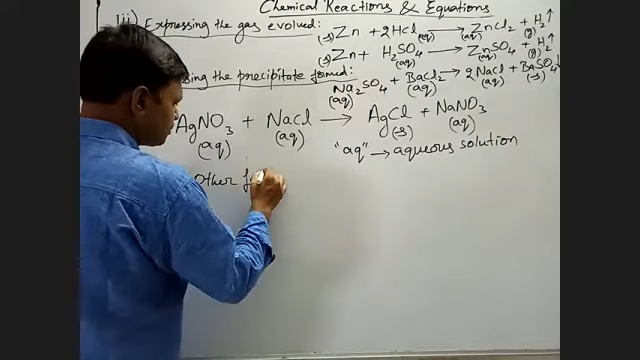 Chemical Reactions & Equations
iii) Expressing the gas evolved:
Zn + 2HCl → ZnCl2 + H2↑
(s) (aq) (aq) (g)
Zn + H2SO4 → ZnSO4 + H2↑
(s) (aq) (aq) (g)
the precipitate formed:
Na2SO4 + BaCl2 → 2NaCl + BaSO4↓
(aq) (aq) (aq) (s)
AgNO3 + NaCl → AgCl + NaNO3
(aq) (aq) (s) (aq)
"aq" → aqueous solution
Other